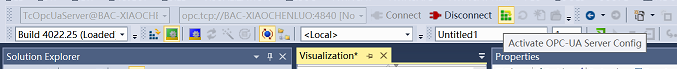 TcOpcUaServer@BAC-XIAOCHI opc.tcp://BAC-XIAOCHENLUO:4840 [No Connect Disconnect
Build 4022.25 (Loaded <Local> Untitled1 Activate OPC-UA Server Config
Solution Explorer Visualization* Properties